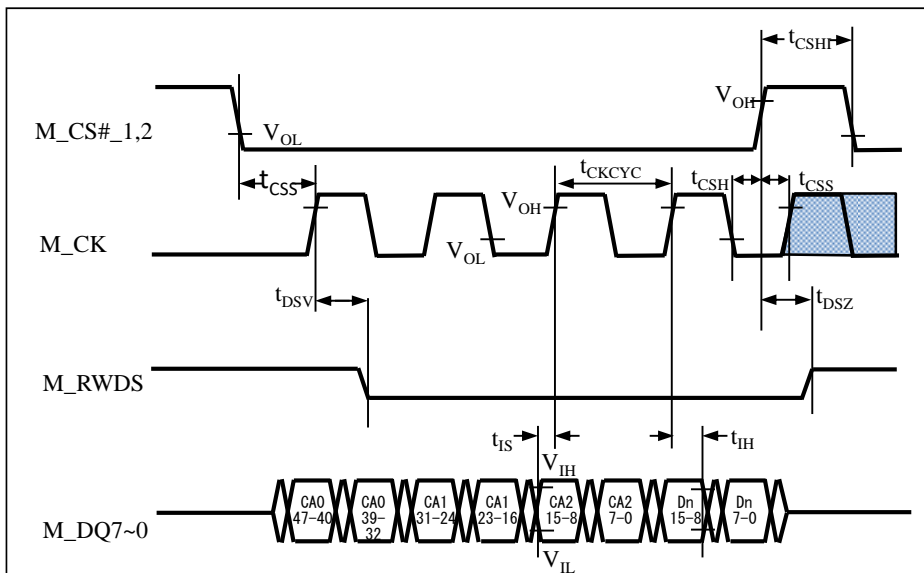 tCSHI
VOH
M_CS#_1,2
VOL
tCSS
tCKCYC
tCSH
tCSS
VOH
M_CK
VOL
tDSV
tDSZ
M_RWDS
tIS
tIH
VIH
CA0
47-40
CA0
39-
32
CA1
31-24
CA1
23-16
CA2
15-8
CA2
7-0
Dn
15-8
Dn
7-0
M_DQ7~0
VIL